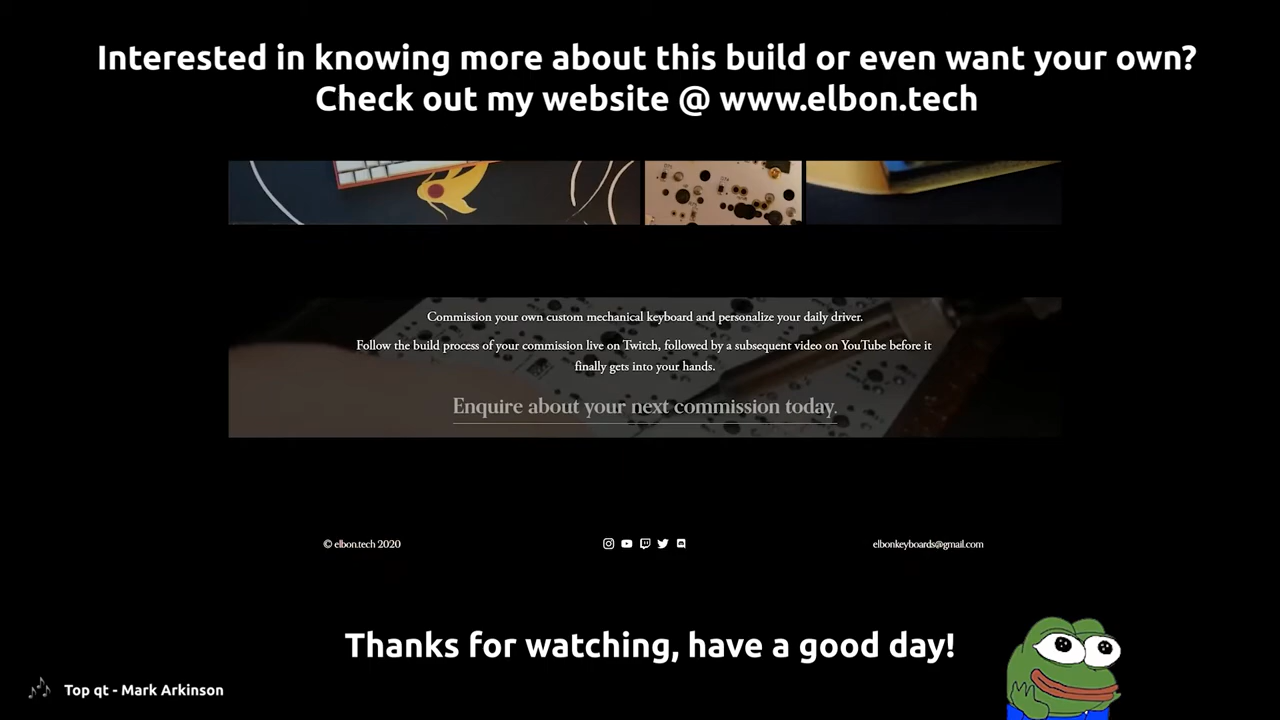 Interested in knowing more about this build or even want your own?
Check out my website @ www.elbon.tech
Commission your own custom mechanical keyboard and personalize your daily driver.
Follow the build process of your commission live on Twitch, followed by a subsequent video on YouTube before it
finally gets into your hands.
Enquire about your next commission today.
© elbon.tech 2020
elbonkeyboards@gmail.com
Thanks for watching, have a good day!
Top qt - Mark Arkinson